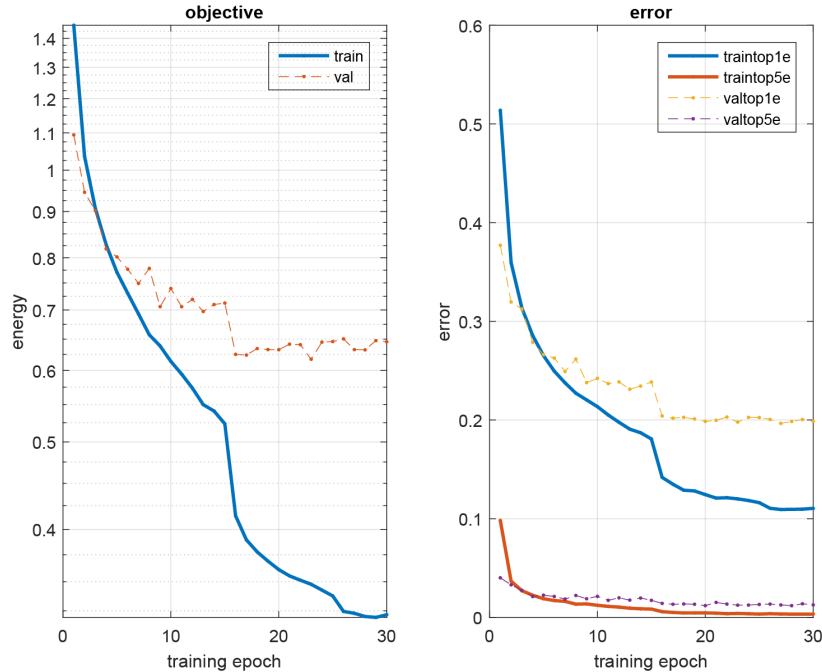 objective
1.4
1.3
1.2
1.1
1
0.9
0.8
0.7
0.6
0.5
0.4
0
10
20
30
energy
training epoch
train
val
error
0.6
0.5
0.4
0.3
0.2
0.1
0
0
10
20
30
error
training epoch
traintop1e
traintop5e
valtop1e
valtop5e